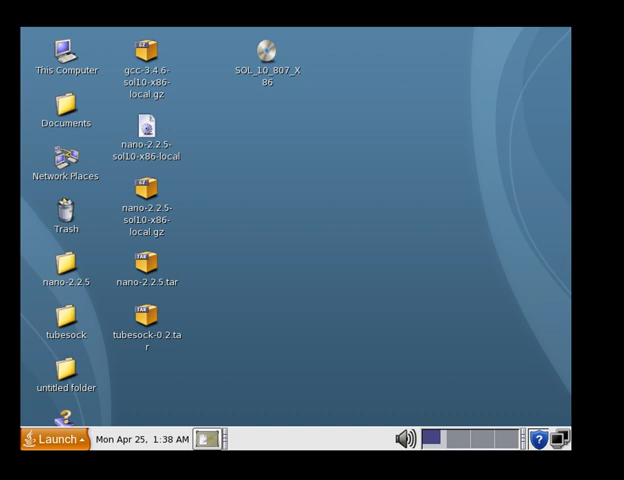 This Computer
gcc-3.4.6-
sol10-x86-
local.gz
SOL_10_807_X
86
Documents
nano-2.2.5-
sol10-x86-local
Network Places
nano-2.2.5-
sol10-x86-
local.gz
Trash
nano-2.2.5
nano-2.2.5.tar
tubesock
tubesock-0.2.ta
r
untitled folder
Launch
Mon Apr 25, 1:38 AM